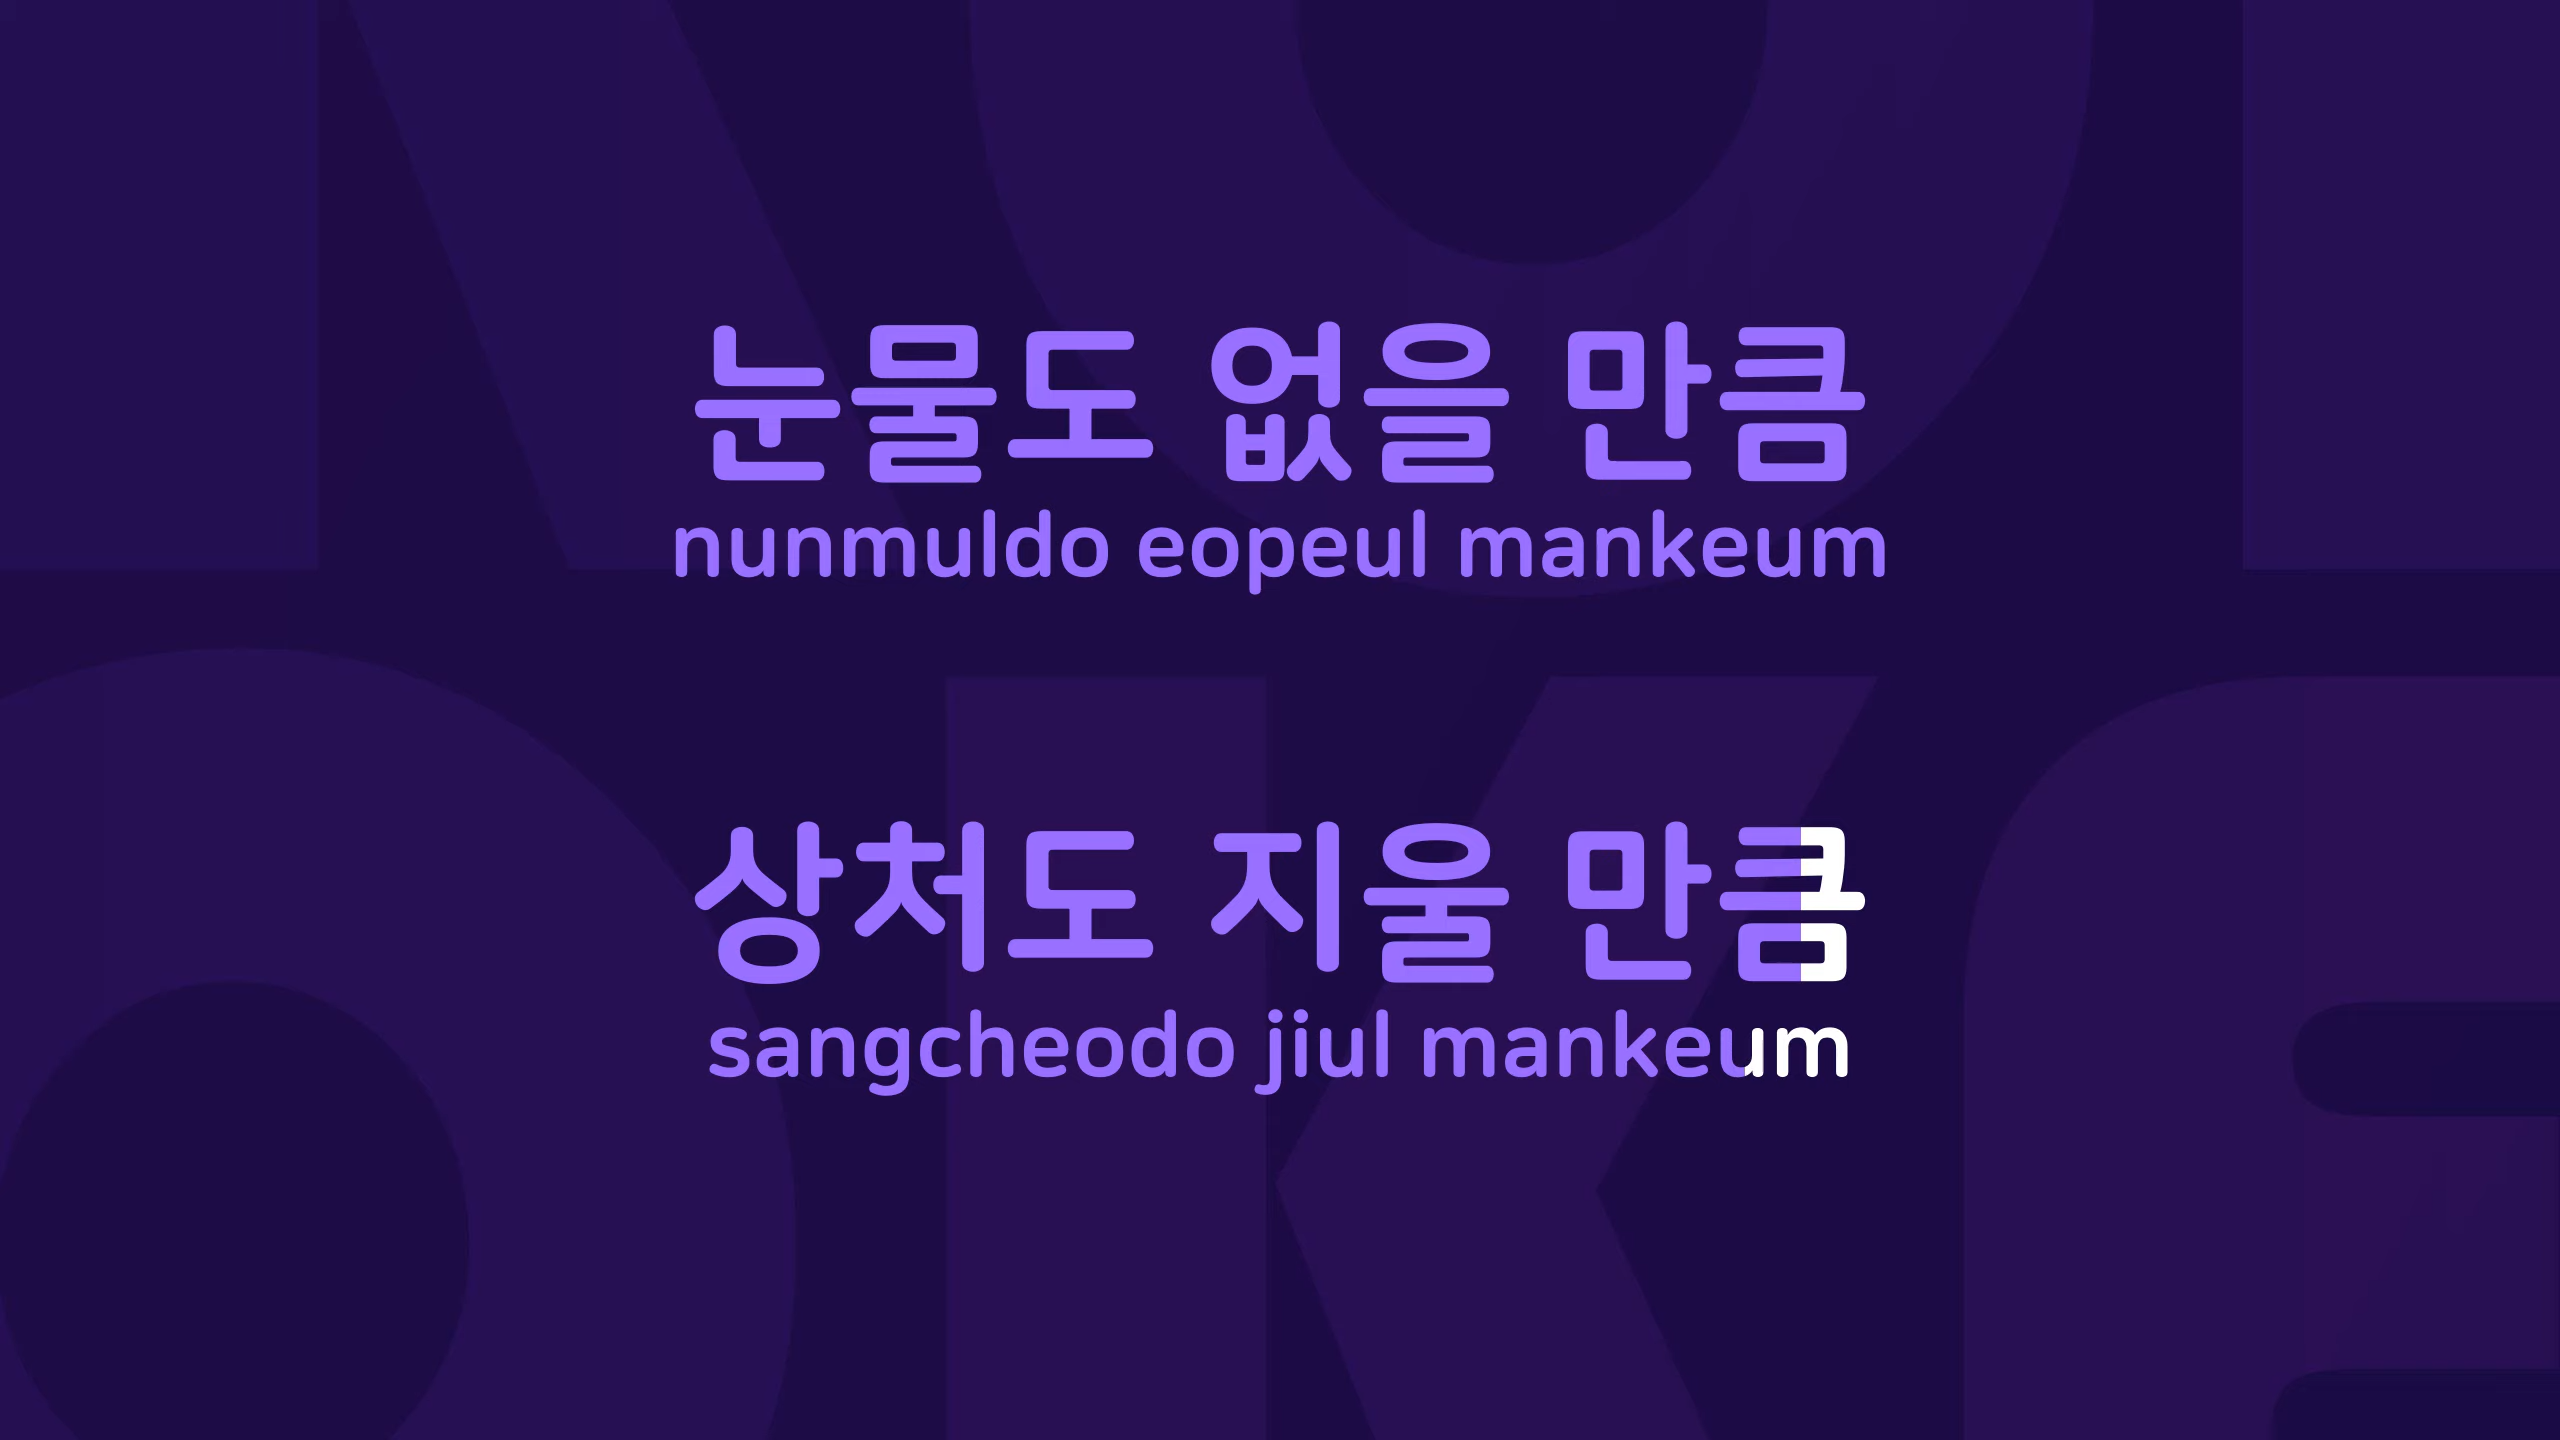 눈물도 없을 만큼
nunmuldo eopeul mankeum
상처도 지울 만큼
sangcheodo jiul mankeum